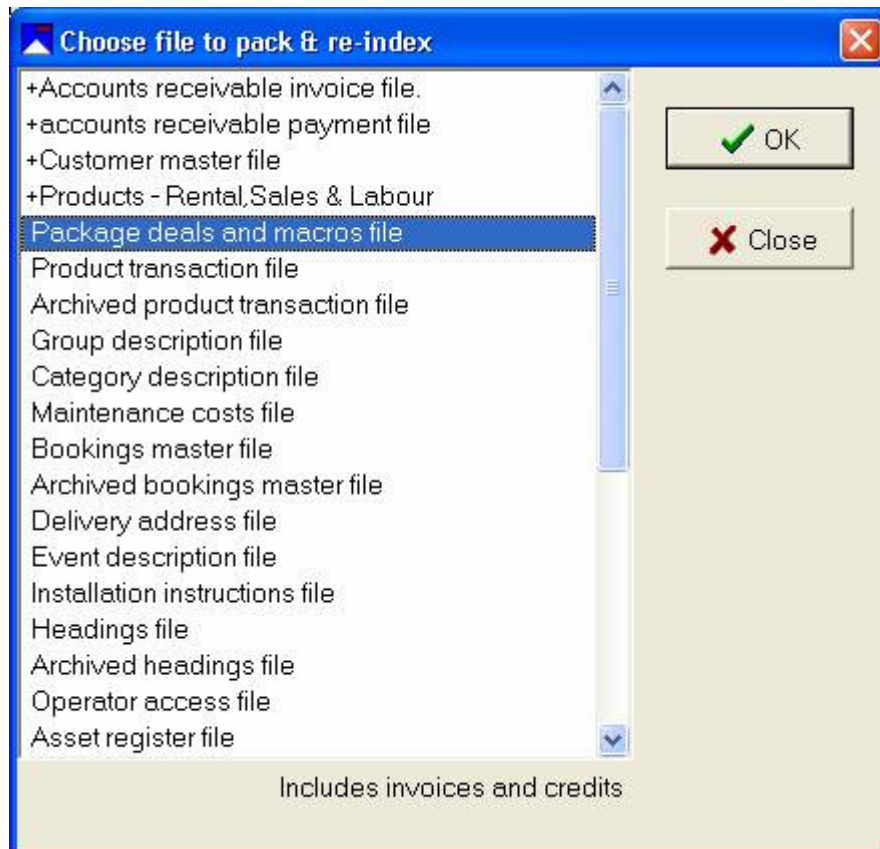 Choose file to pack & re-index
+Accounts receivable invoice file.
+accounts receivable payment file
+Customer master file
+Products - Rental,Sales & Labour
Package deals and macros file
Product transaction file
Archived product transaction file
Group description file
Category description file
Maintenance costs file
Bookings master file
Archived bookings master file
Delivery address file
Event description file
Installation instructions file
Headings file
Archived headings file
Operator access file
Asset register file
OK
Close
Includes invoices and credits